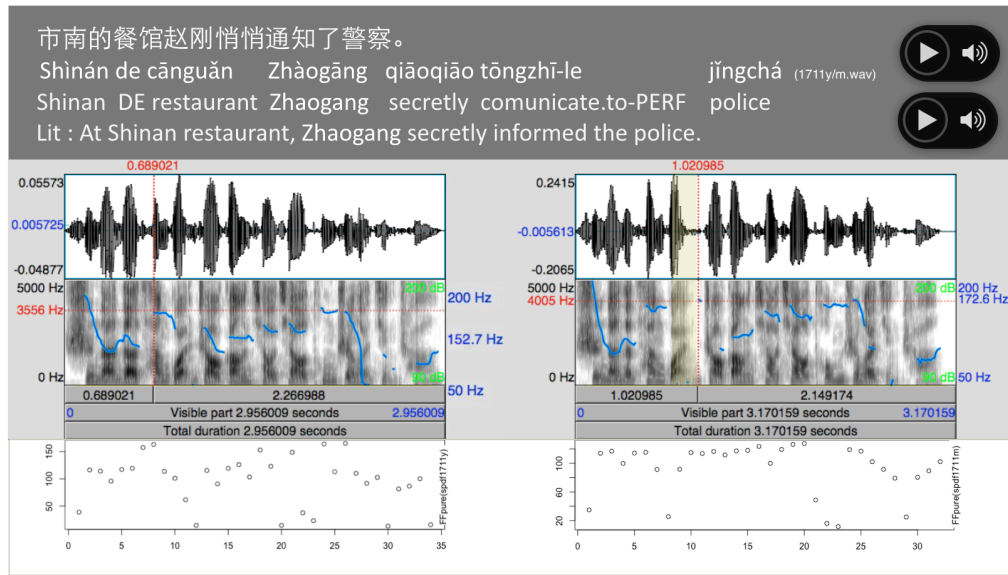 市南的餐馆赵刚悄悄通知了警察。
Shìnán de cānguǎn Zhàogāng qiāoqiāo tōngzhī-le jǐngchá (1711y/m.wav)
Shinan DE restaurant Zhaogang secretly comunicate.to-PERF police
Lit : At Shinan restaurant, Zhaogang secretly informed the police.
0.689021
0.05573
0.005725
-0.04877
5000 Hz
200 dB
200 Hz
3556 Hz
152.7 Hz
0 Hz
90 dB
50 Hz
0.689021 2.266988
0 Visible part 2.956009 seconds 2.956009
Total duration 2.956009 seconds
1.020985
0.2415
-0.005613
-0.2065
5000 Hz
200 dB
200 Hz
4005 Hz
172.6 Hz
0 Hz
90 dB
50 Hz
1.020985 2.149174
0 Visible part 3.170159 seconds 3.170159
Total duration 3.170159 seconds
150
100
50
FFpure(spdf1711y)
0 5 10 15 20 25 30 35
100
60
20
FFpure(spdf1711m)
0 5 10 15 20 25 30